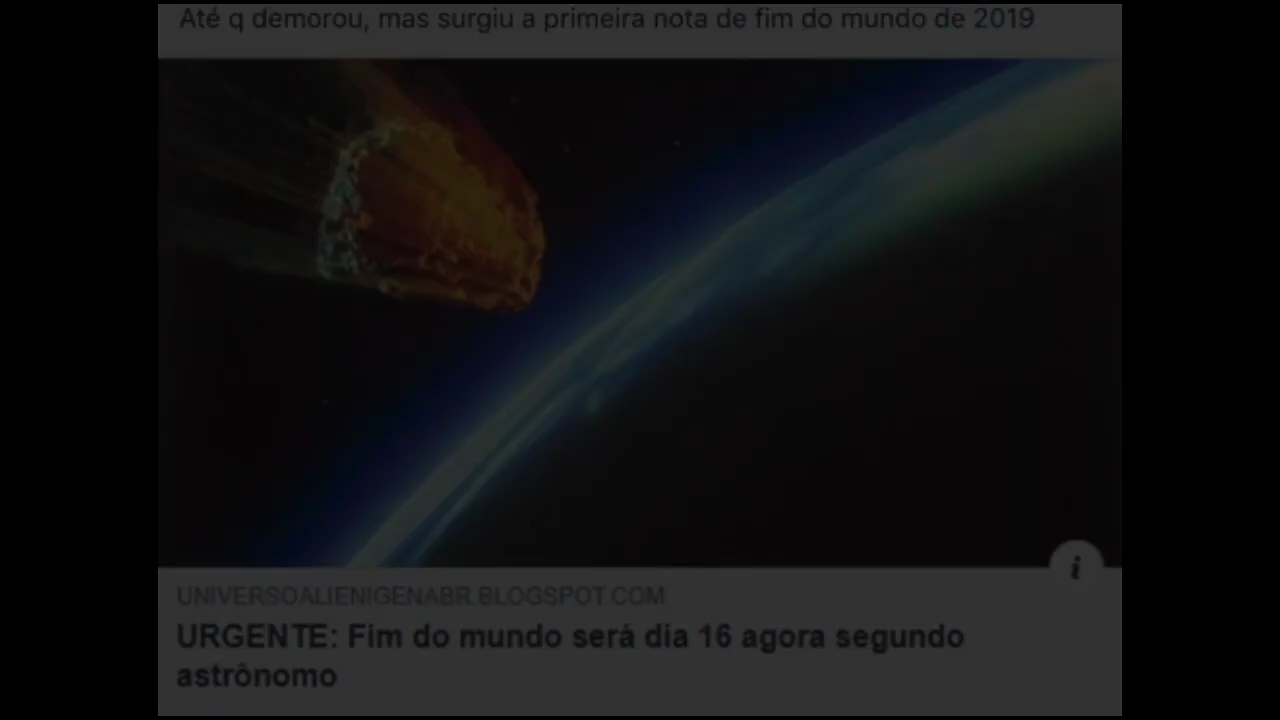 Até q demorou, mas surgiu a primeira nota de fim do mundo de 2019
i
UNIVERSOALIENIGENABR.BLOGSPOT.COM
URGENTE: Fim do mundo será dia 16 agora segundo
astrônomo